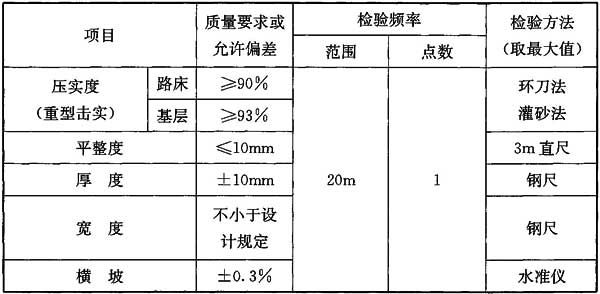 项目 质量要求或允许偏差 检验频率 检验方法(取最大值)
范围 点数
压实度(重型击实) 路床 ≥90% 环刀法
基层 ≥93% 灌砂法
平整度 ≤10mm 3m直尺
厚 度 ±10mm 20m 1 钢尺
宽 度 不小于设计规定 钢尺
横 坡 ±0.3% 水准仪